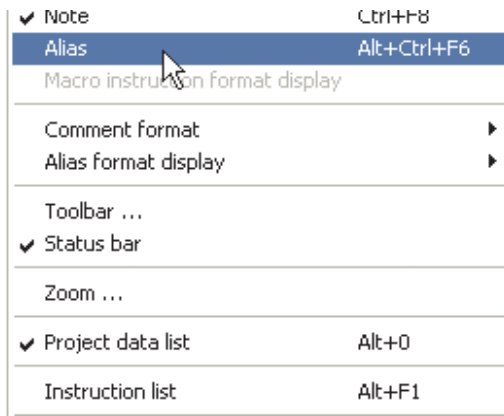 Note Ctrl+F8
Alias Alt+Ctrl+F6
Macro instruction format display
Comment format
Alias format display
Toolbar ...
Status bar
Zoom ...
Project data list Alt+0
Instruction list Alt+F1